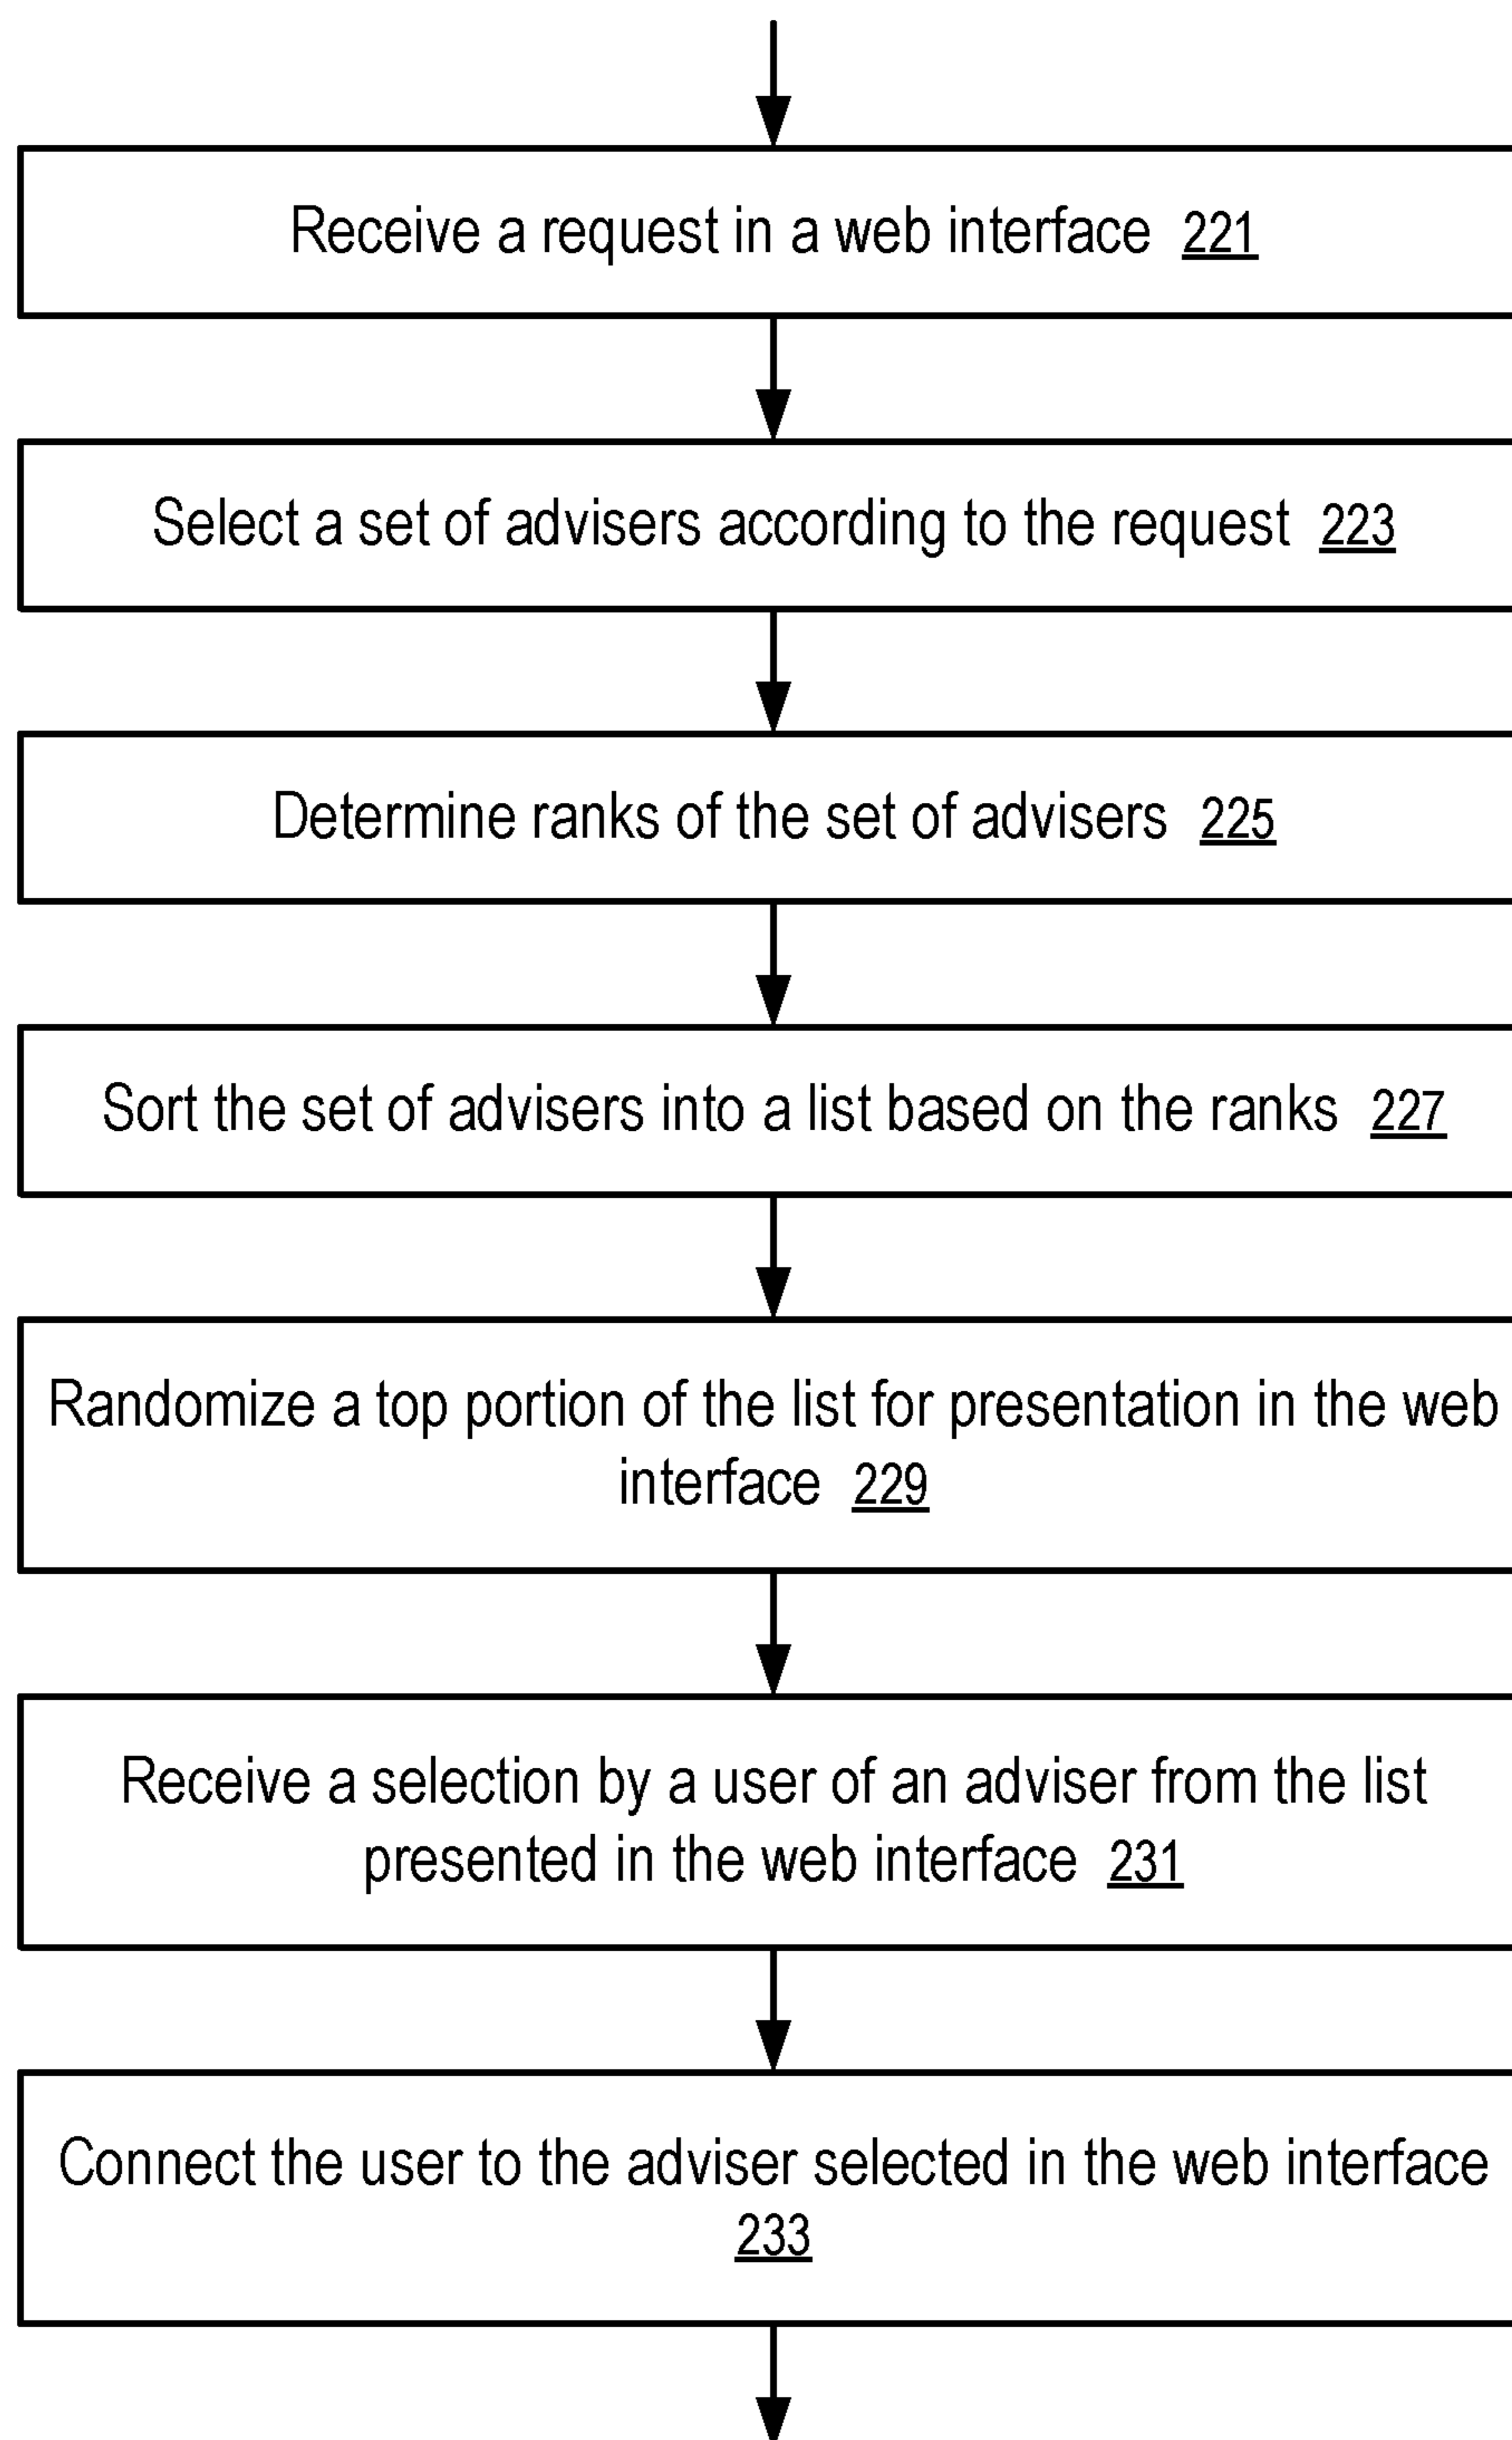 Receive a request in a web interface 221
Select a set of advisers according to the request 223
Determine ranks of the set of advisers 225
Sort the set of advisers into a list based on the ranks 227
Randomize a top portion of the list for presentation in the web
interface 229
Receive a selection by a user of an adviser from the list
presented in the web interface 231
Connect the user to the adviser selected in the web interface
233